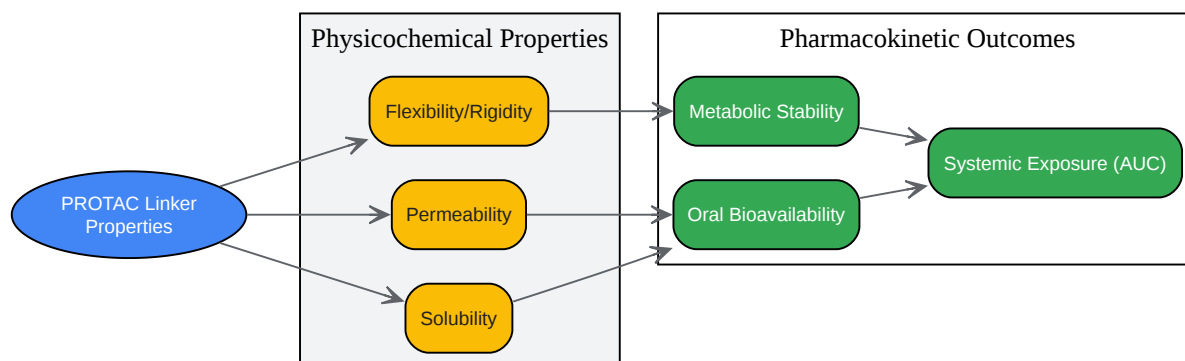 Physicochemical Properties
Pharmacokinetic Outcomes
Flexibility/Rigidity
Metabolic Stability
Systemic Exposure (AUC)
PROTAC Linker
Properties
Permeability
Oral Bioavailability
Solubility